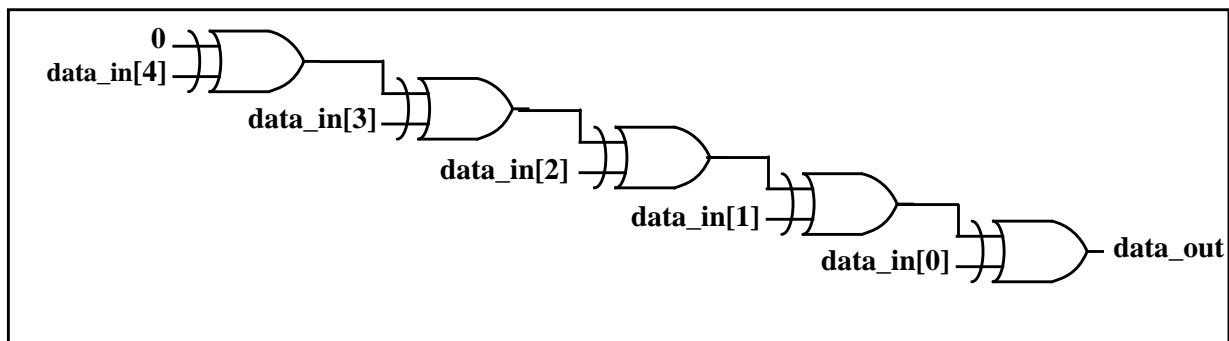 0
data_in[4]
data_in[3]
data_in[2]
data_in[1]
data_out
data_in[0]